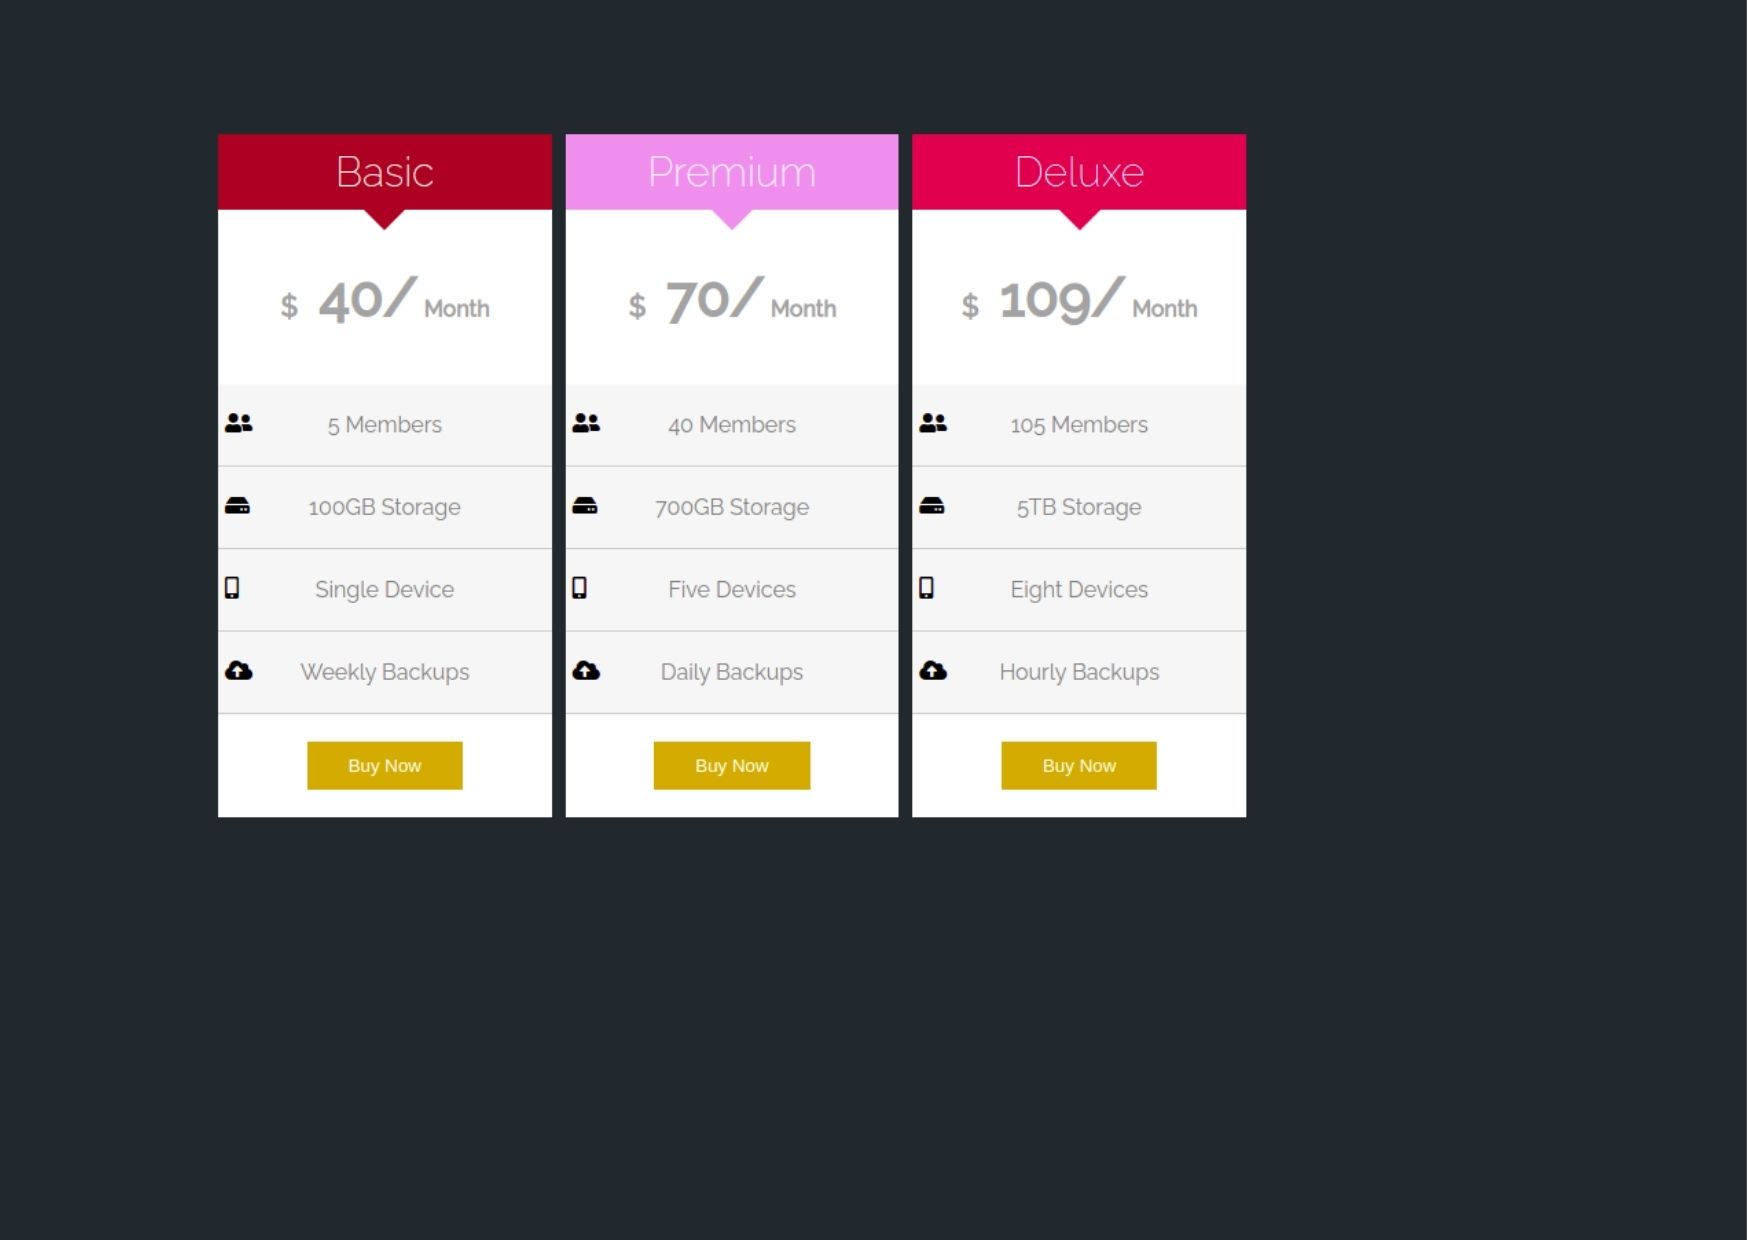 Basic
$ 40/ Month
5 Members
100GB Storage
Single Device
Weekly Backups
Buy Now
Premium
$ 70/ Month
40 Members
700GB Storage
Five Devices
Daily Backups
Buy Now
Deluxe
$ 109/ Month
105 Members
5TB Storage
Eight Devices
Hourly Backups
Buy Now